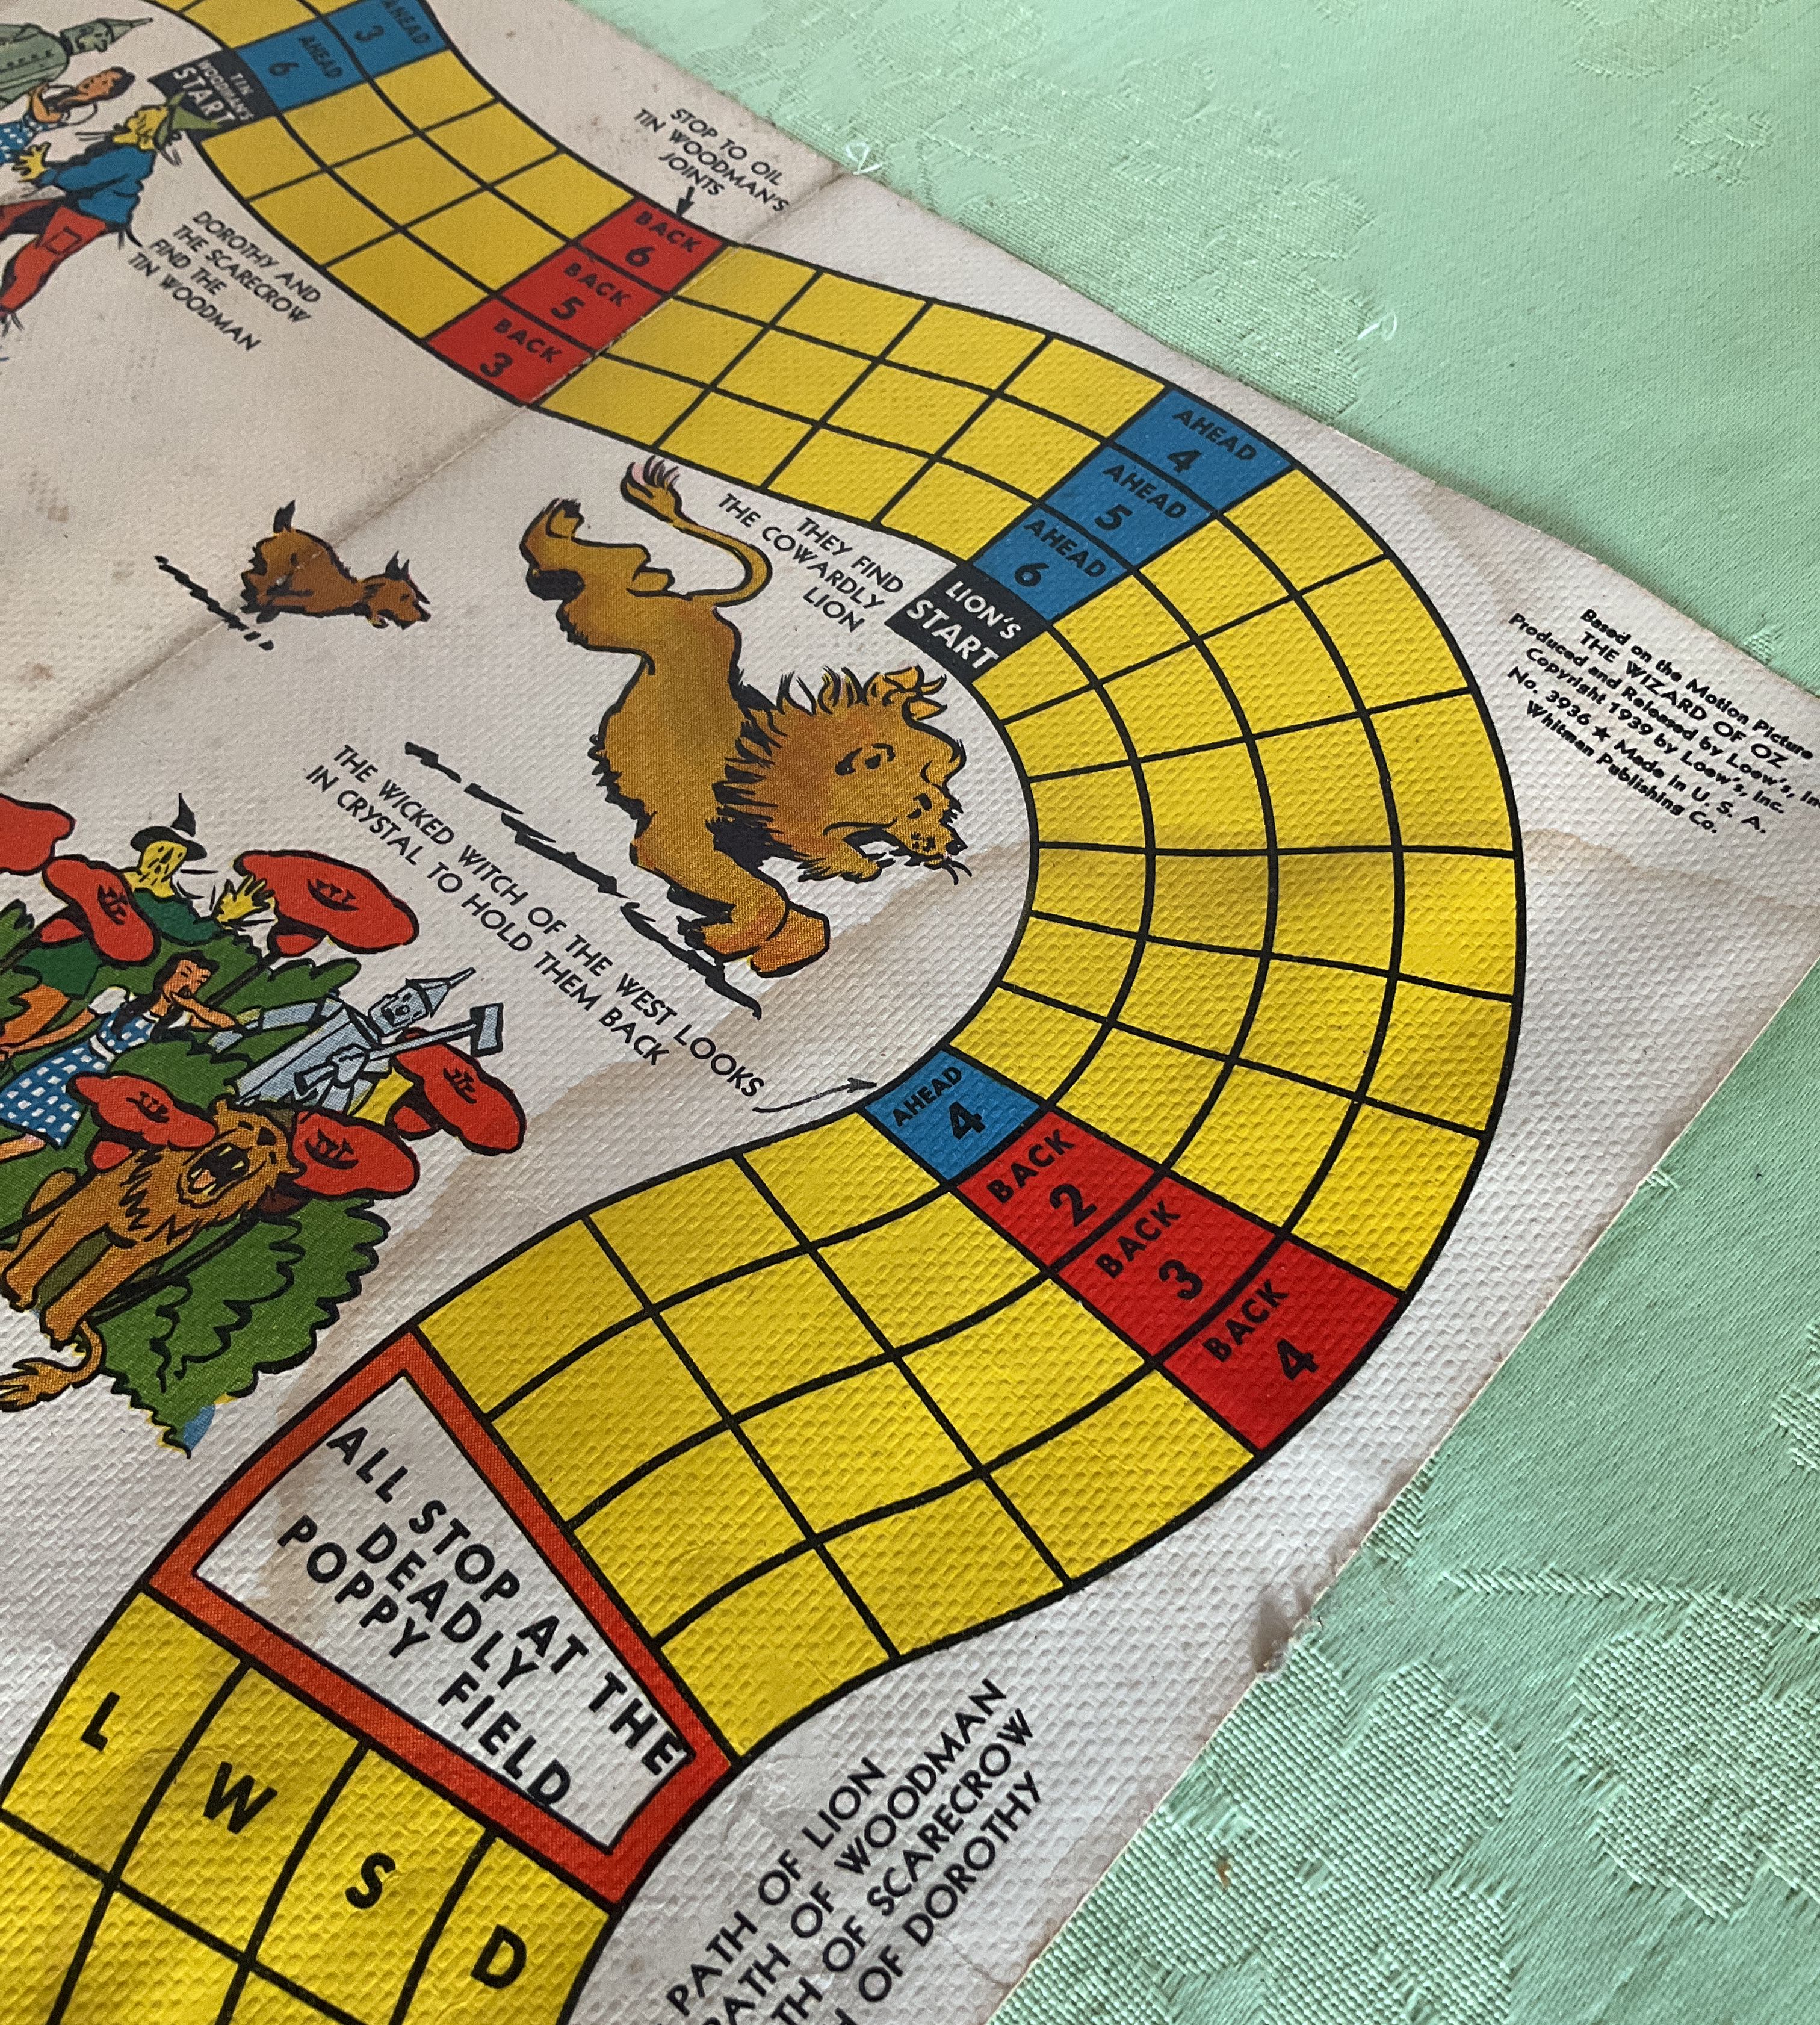 AHEAD
3
AHEAD
6
TIN
WOODMAN'S
START
STOP TO OIL
TIN WOODMAN'S
JOINTS
DOROTHY AND
THE SCARECROW
FIND THE
TIN WOODMAN
BACK
6
BACK
5
BACK
3
AHEAD
4
AHEAD
5
AHEAD
6
LION'S
START
THEY FIND
THE COWARDLY
LION
Based on the Motion Picture
THE WIZARD OF OZ
Produced and Released by Loew's,
Copyright 1939 by Loew's, Inc.
No. 3936 ★ Made in U. S. A.
Whitman Publishing Co.
THE WICKED WITCH OF THE WEST LOOKS
IN CRYSTAL TO HOLD THEM BACK
AHEAD
4
BACK
2
BACK
3
BACK
4
ALL STOP AT THE
DEADLY
POPPY FIELD
L
W
S
D
PATH OF LION
PATH OF WOODMAN
OF SCARECROW
OF DOROTHY